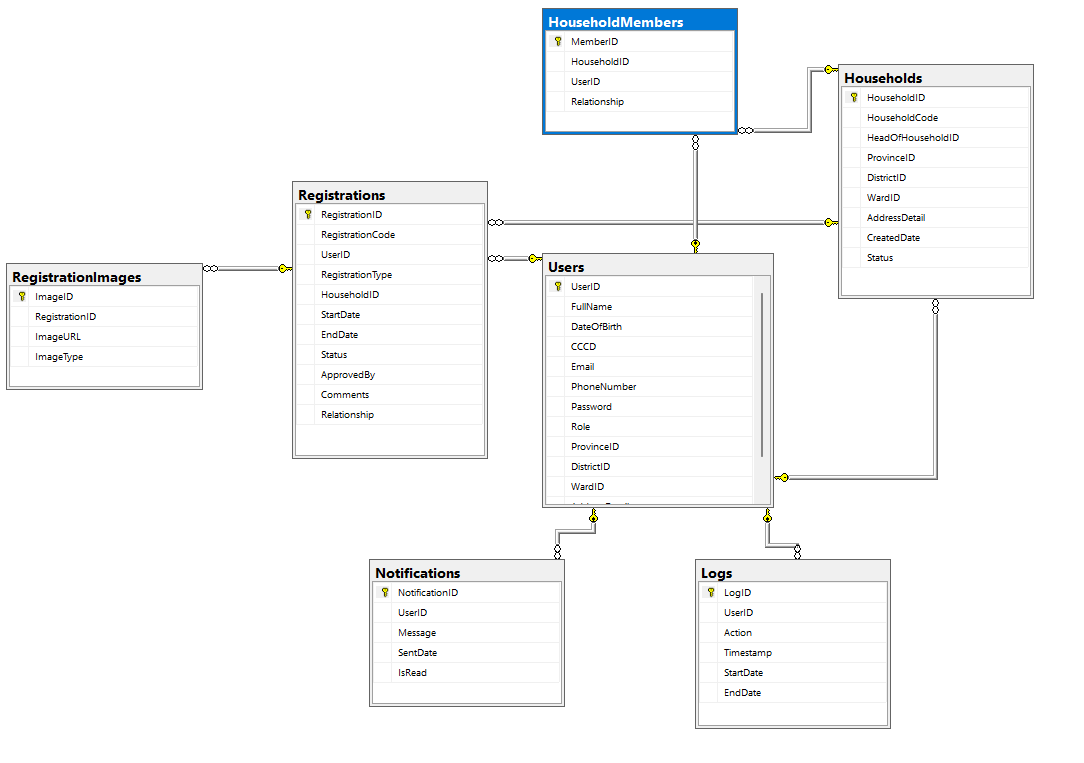 HouseholdMembers
MemberID
HouseholdID
UserID
Relationship
Households
HouseholdID
HouseholdCode
HeadOfHouseholdID
ProvinceID
DistrictID
WardID
AddressDetail
CreatedDate
Status
Registrations
RegistrationID
RegistrationCode
UserID
RegistrationType
HouseholdID
StartDate
EndDate
Status
ApprovedBy
Comments
Relationship
RegistrationImages
ImageID
RegistrationID
ImageURL
ImageType
Users
UserID
FullName
DateOfBirth
CCCD
Email
PhoneNumber
Password
Role
ProvinceID
DistrictID
WardID
Notifications
NotificationID
UserID
Message
SentDate
IsRead
Logs
LogID
UserID
Action
Timestamp
StartDate
EndDate